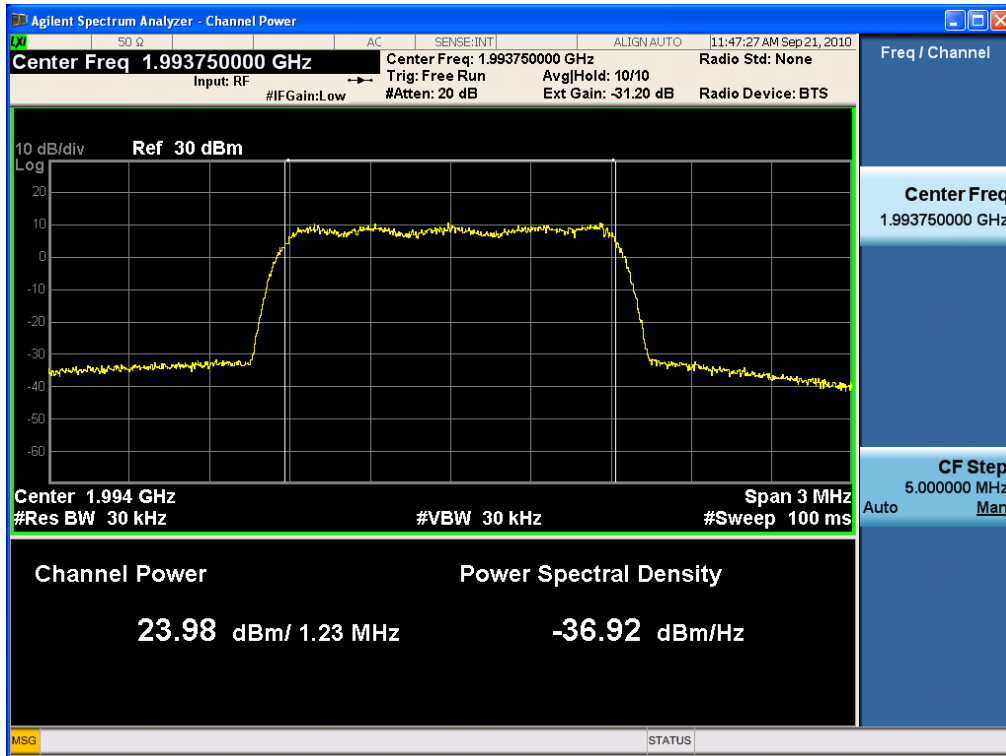 Agilent Spectrum Analyzer - Channel Power
LXI 50 Ω AC SENSE:INT ALIGN AUTO 11:47:27 AM Sep 21, 2010
Center Freq 1.993750000 GHz
Input: RF
#IFGain:Low
Center Freq: 1.993750000 GHz
Trig: Free Run Avg|Hold: 10/10
#Atten: 20 dB Ext Gain: -31.20 dB
Radio Std: None
Radio Device: BTS
Freq / Channel
10 dB/div Ref 30 dBm
Log
20
10
0
-10
-20
-30
-40
-50
-60
Center 1.994 GHz Span 3 MHz
#Res BW 30 kHz #VBW 30 kHz #Sweep 100 ms
Center Freq
1.993750000 GHz
CF Step
5.000000 MHz
Auto Man
Channel Power Power Spectral Density
23.98 dBm/ 1.23 MHz -36.92 dBm/Hz
MSG STATUS